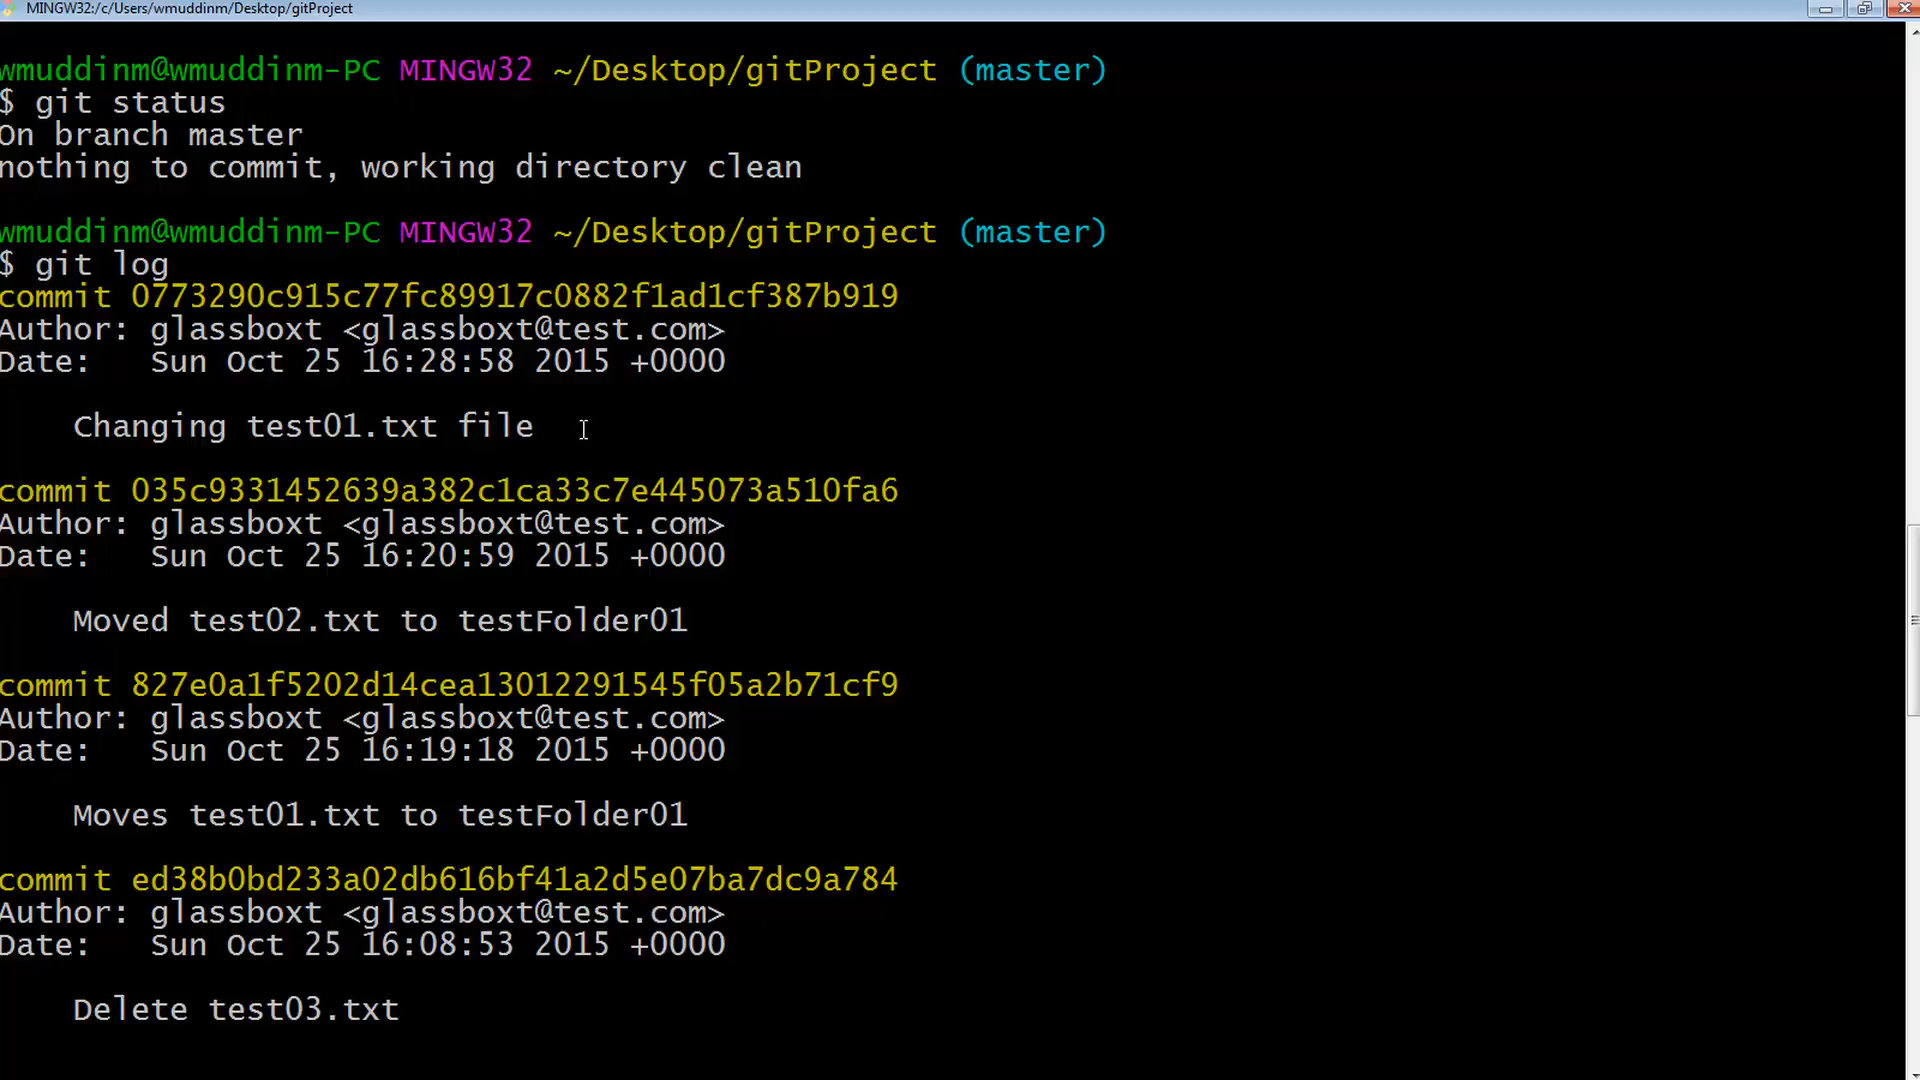 MINGW32:/c/Users/wmuddinm/Desktop/gitProject
wmuddinm@wmuddinm-PC MINGW32 ~/Desktop/gitProject (master)
$ git status
On branch master
nothing to commit, working directory clean
wmuddinm@wmuddinm-PC MINGW32 ~/Desktop/gitProject (master)
$ git log
commit 0773290c915c77fc89917c0882f1ad1cf387b919
Author: glassboxt <glassboxt@test.com>
Date:   Sun Oct 25 16:28:58 2015 +0000
Changing test01.txt file
commit 035c9331452639a382c1ca33c7e445073a510fa6
Author: glassboxt <glassboxt@test.com>
Date:   Sun Oct 25 16:20:59 2015 +0000
Moved test02.txt to testFolder01
commit 827e0a1f5202d14cea13012291545f05a2b71cf9
Author: glassboxt <glassboxt@test.com>
Date:   Sun Oct 25 16:19:18 2015 +0000
Moves test01.txt to testFolder01
commit ed38b0bd233a02db616bf41a2d5e07ba7dc9a784
Author: glassboxt <glassboxt@test.com>
Date:   Sun Oct 25 16:08:53 2015 +0000
Delete test03.txt